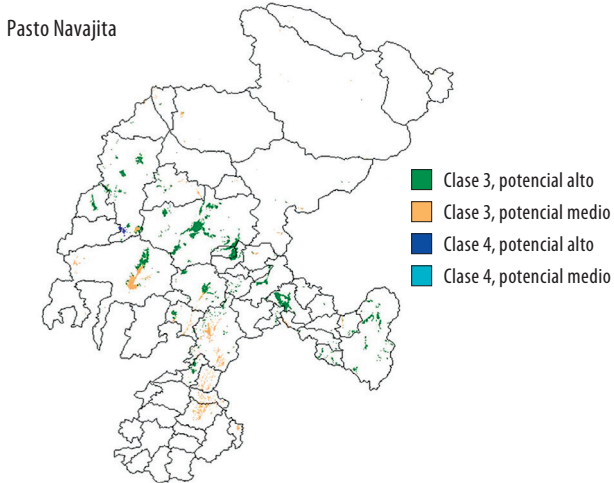 Pasto Navajita
Clase 3, potencial alto
Clase 3, potencial medio
Clase 4, potencial alto
Clase 4, potencial medio